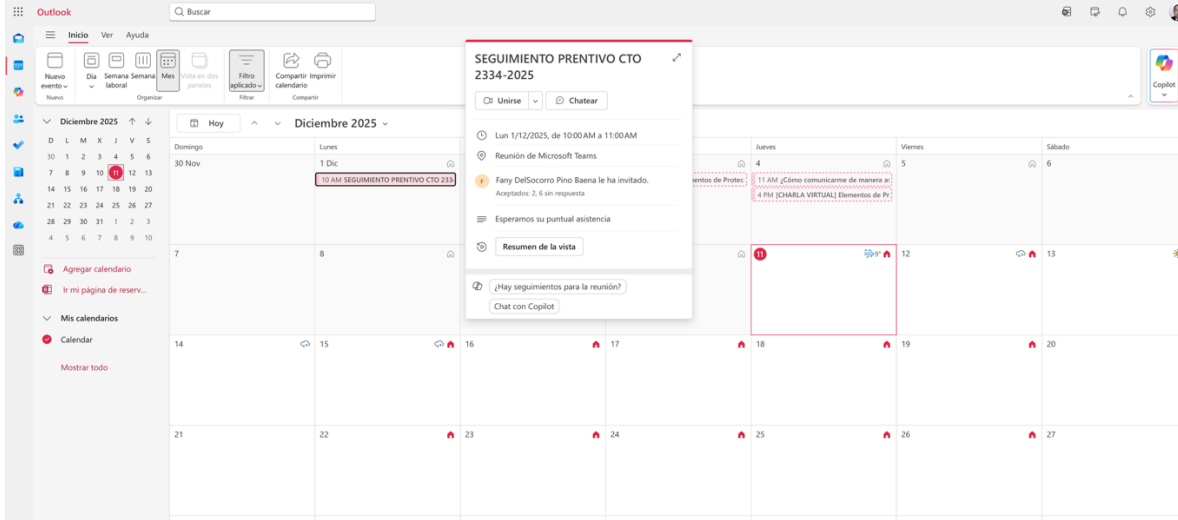 Outlook
Buscar
Inicio Ver Ayuda
Nuevo evento
Día
Semana laboral
Semana
Mes
Vista en dos paneles
Filtro aplicado
Compartir calendario
Imprimir
Copilot
Nuevo
Organizar
Filtrar
Compartir
Diciembre 2025
D L M X J V S
30 1 2 3 4 5 6
7 8 9 10 11 12 13
14 15 16 17 18 19 20
21 22 23 24 25 26 27
28 29 30 31 1 2 3
4 5 6 7 8 9 10
Agregar calendario
Ir mi página de reserv...
Mis calendarios
Calendar
Mostrar todo
Hoy
Diciembre 2025
Domingo Lunes Jueves Viernes Sábado
30 Nov 1 Dic 4 5 6
10 AM SEGUIMIENTO PRENTIVO CTO 233
entos de Protec
11 AM ¿Cómo comunicarme de manera a
4 PM [CHARLA VIRTUAL] Elementos de Pr
7 8 11 9° 12 13
14 15 16 17 18 19 20
21 22 23 24 25 26 27
SEGUIMIENTO PRENTIVO CTO
2334-2025
Unirse Chatear
Lun 1/12/2025, de 10:00 AM a 11:00 AM
Reunión de Microsoft Teams
F Fany DelSocorro Pino Baena le ha invitado.
Aceptados: 2, 6 sin respuesta
Esperamos su puntual asistencia
Resumen de la vista
¿Hay seguimientos para la reunión?
Chat con Copilot